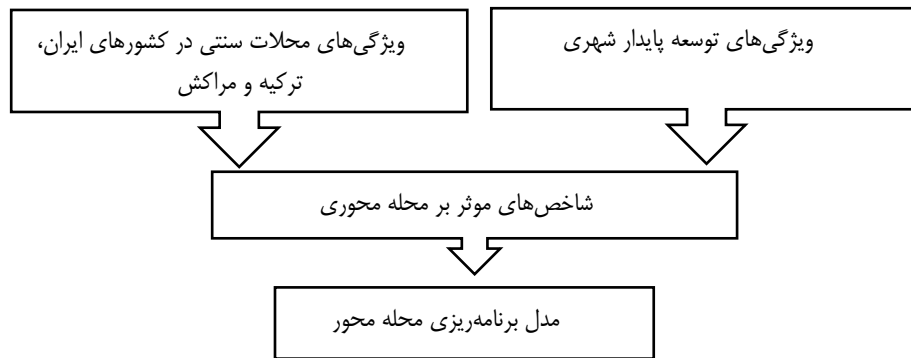 ویژگی‌های توسعه پایدار شهری
ویژگی‌های محلات سنتی در کشورهای ایران،
ترکیه و مراکش
شاخص‌های موثر بر محله محوری
مدل برنامه‌ریزی محله محور